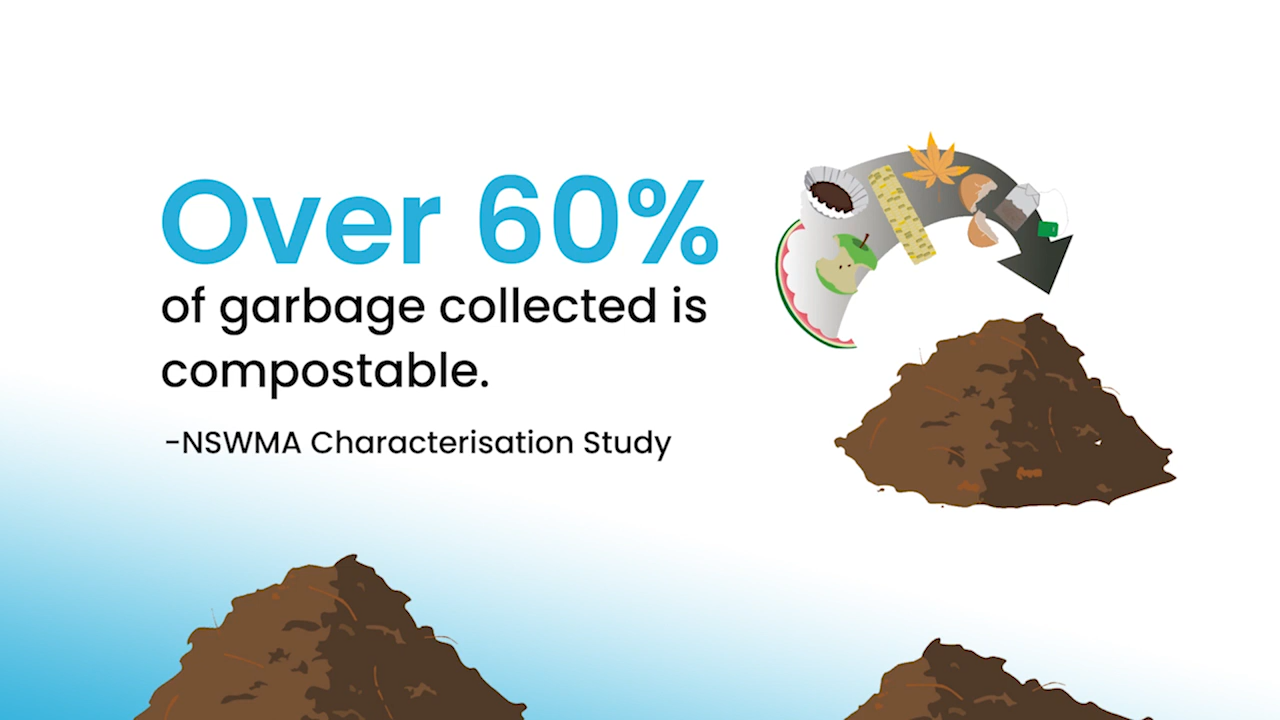 Over 60%
of garbage collected is
compostable.
-NSWMA Characterisation Study